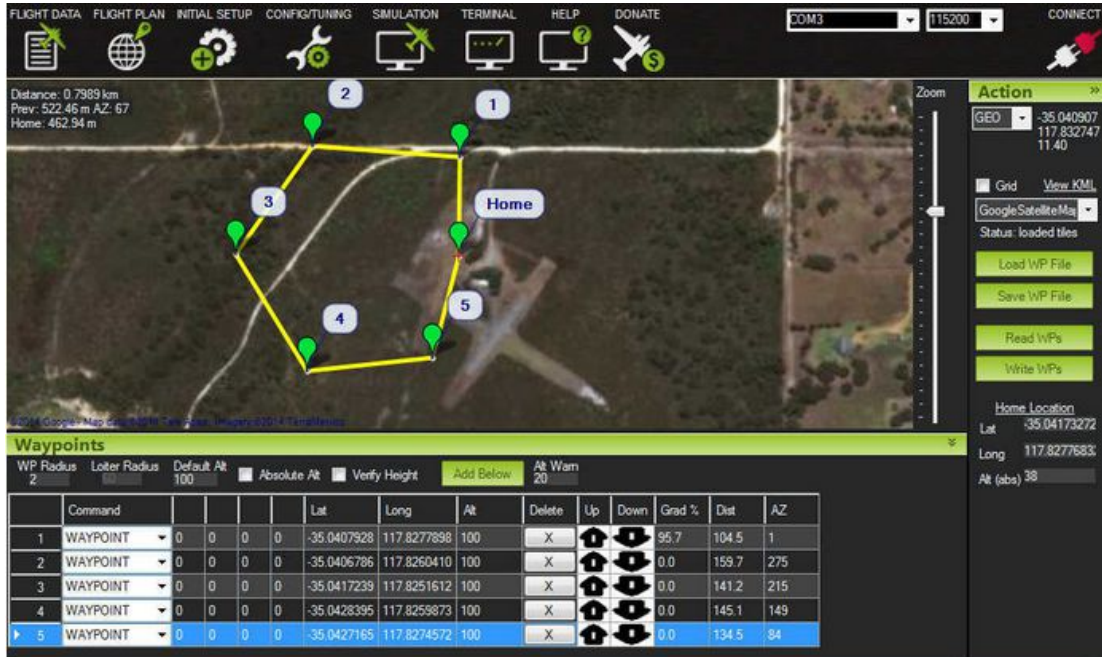 FLIGHT DATA FLIGHT PLAN INITIAL SETUP CONFIG/TUNING SIMULATION TERMINAL HELP DONATE COM3 115200 CONNECT
Distance: 0.7989 km
Prev: 522.46 m AZ: 67
Home: 462.94 m
2
1
3
Home
5
4
Zoom
Action
GEO -35.040907
117.832747
11.40
Grid View KML
GoogleSatelliteMap
Status: loaded tiles
Load WP File
Save WP File
Read WPs
Write WPs
Home Location
Lat -35.04173272
Long 117.8277683
Alt (abs) 38
Waypoints
WP Radius Loiter Radius Default Alt Absolute Alt Verify Height Add Below Alt Warn
2 100 20
Command Lat Long Alt Delete Up Down Grad % Dist AZ
1 WAYPOINT 0 0 0 0 -35.0407928 117.8277898 100 X 95.7 104.5 1
2 WAYPOINT 0 0 0 0 -35.0406786 117.8260410 100 X 0.0 159.7 275
3 WAYPOINT 0 0 0 0 -35.0417239 117.8251612 100 X 0.0 141.2 215
4 WAYPOINT 0 0 0 0 -35.0428395 117.8259873 100 X 0.0 145.1 149
5 WAYPOINT 0 0 0 0 -35.0427165 117.8274572 100 X 0.0 134.5 84